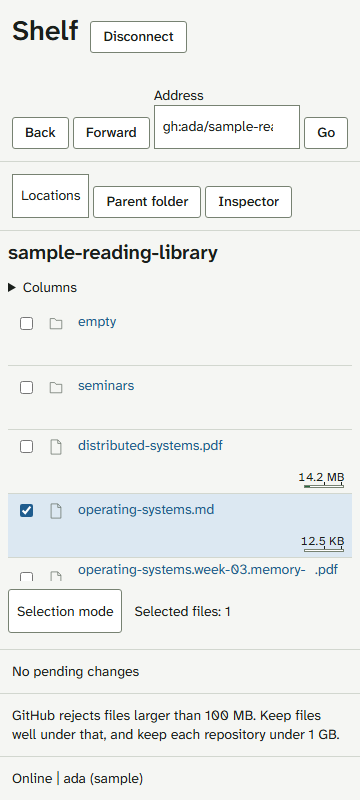 Shelf
Disconnect
Address
Back
Forward
gh:ada/sample-rea
Go
Locations
Parent folder
Inspector
sample-reading-library
Columns
empty
seminars
distributed-systems.pdf
14.2 MB
operating-systems.md
12.5 KB
operating-systems.week-03.memory- .pdf
Selection mode
Selected files: 1
No pending changes
GitHub rejects files larger than 100 MB. Keep files
well under that, and keep each repository under 1 GB.
Online | ada (sample)